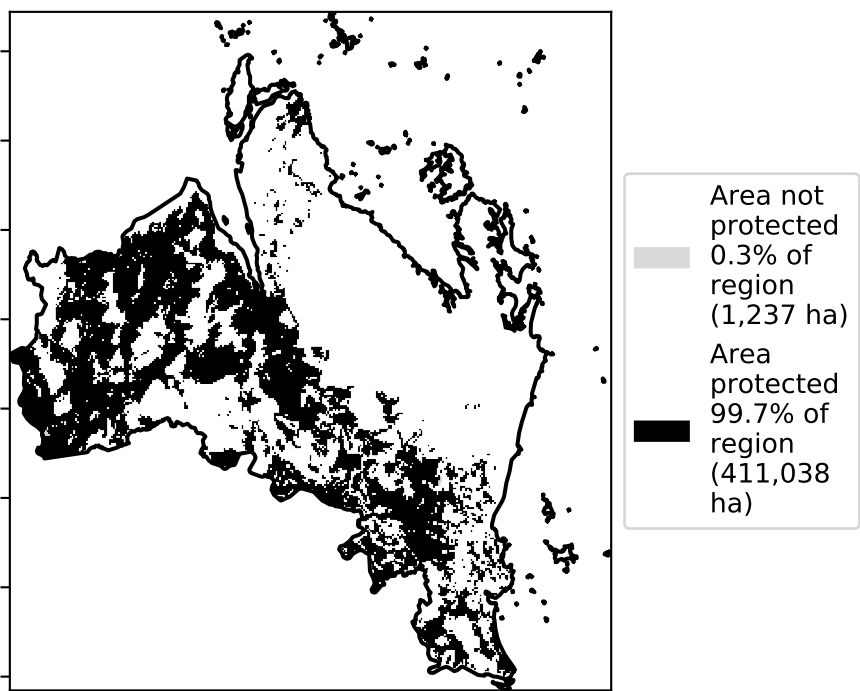 Area not
protected
0.3% of
region
(1,237 ha)
Area
protected
99.7% of
region
(411,038
ha)